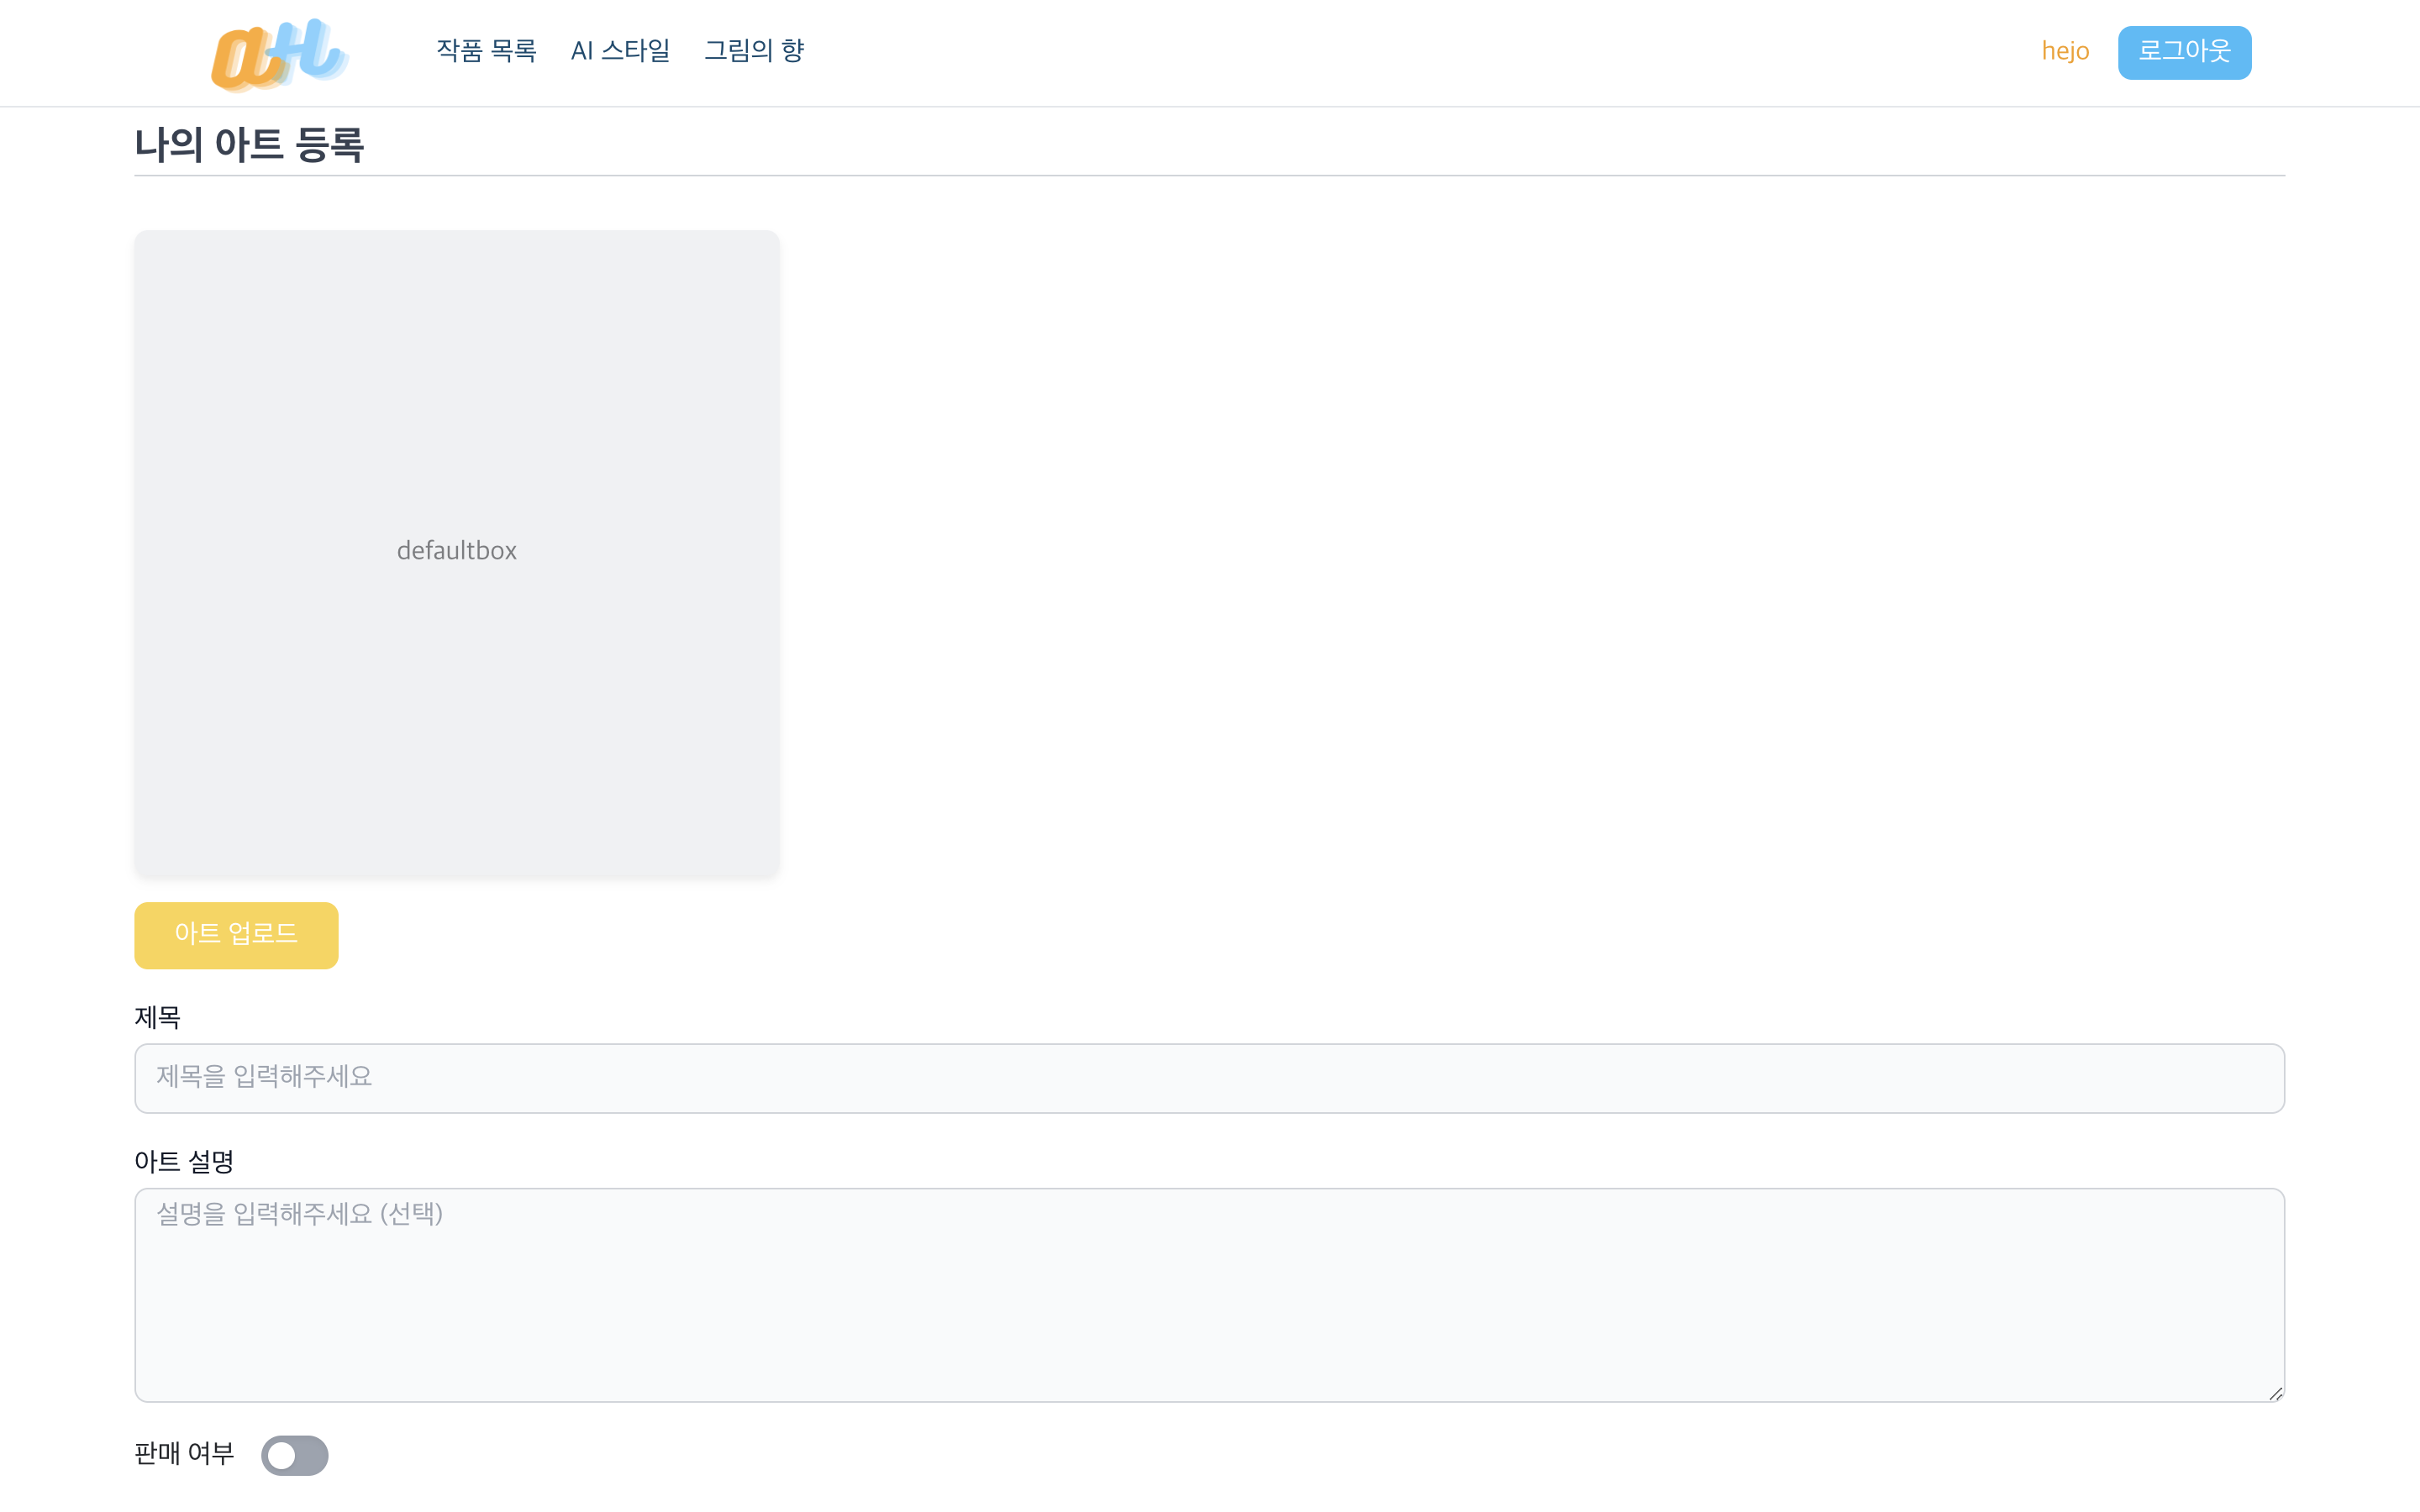 작품 목록 AI 스타일 그림의 향 hejo 로그아웃
나의 아트 등록
defaultbox
아트 업로드
제목
제목을 입력해주세요
아트 설명
설명을 입력해주세요 (선택)
판매 여부